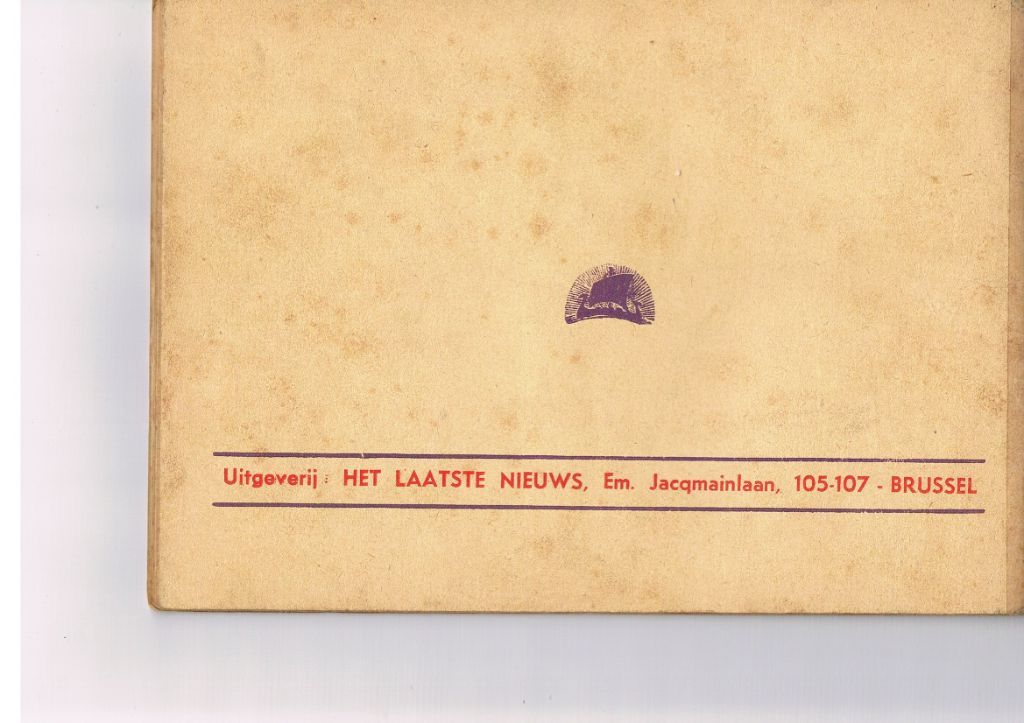 Uitgeverij : HET LAATSTE NIEUWS, Em. Jacqmainlaan, 105-107 - BRUSSEL